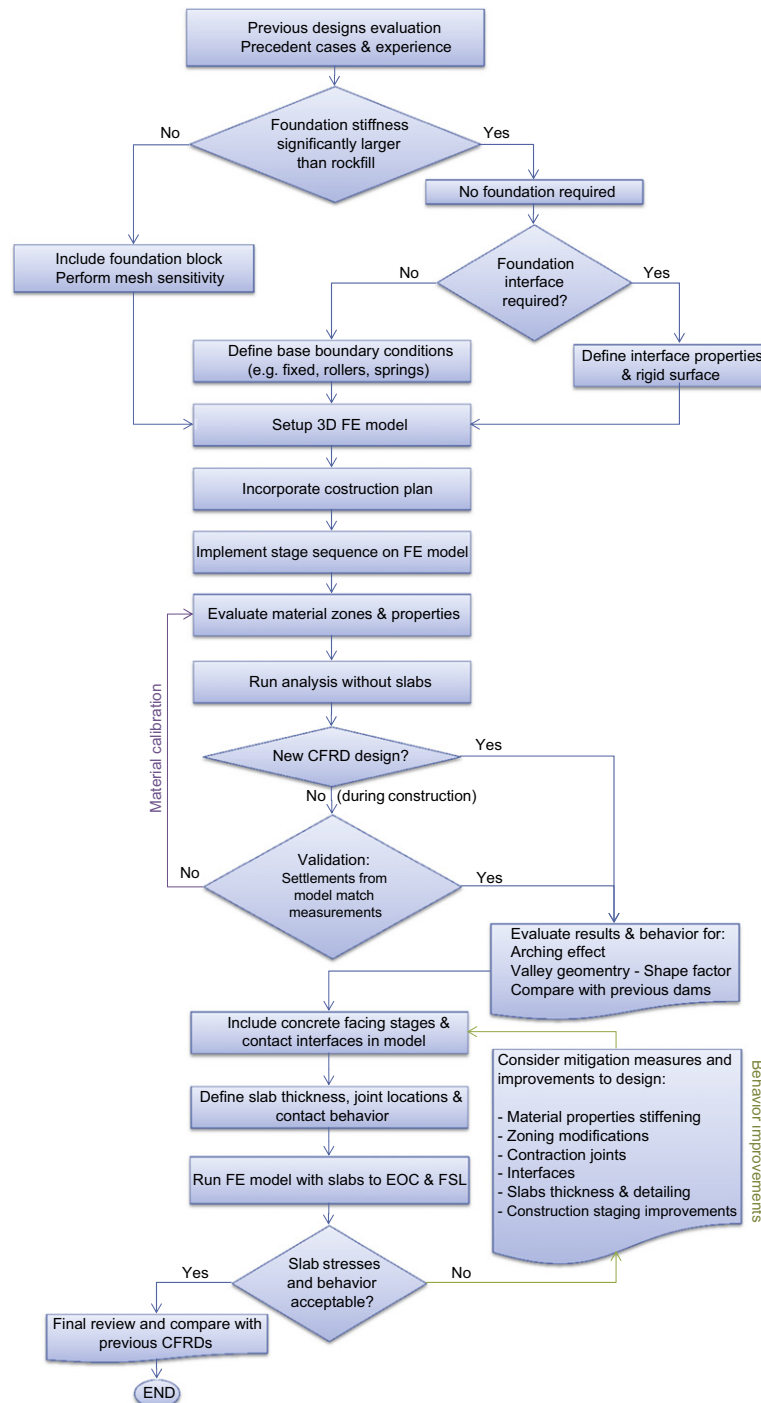 Previous designs evaluation
Precedent cases & experience
Foundation stiffness
significantly larger
than rockfill
No
Yes
No foundation required
Include foundation block
Perform mesh sensitivity
Foundation
interface
required?
No
Yes
Define base boundary conditions
(e.g. fixed, rollers, springs)
Define interface properties
& rigid surface
Setup 3D FE model
Incorporate costruction plan
Implement stage sequence on FE model
Evaluate material zones & properties
Run analysis without slabs
Material calibration
New CFRD design?
Yes
No (during construction)
Validation:
Settlements from
model match
measurements
No
Yes
Evaluate results & behavior for:
Arching effect
Valley geomentry - Shape factor
Compare with previous dams
Include concrete facing stages &
contact interfaces in model
Define slab thickness, joint locations &
contact behavior
Run FE model with slabs to EOC & FSL
Consider mitigation measures and
improvements to design:
- Material properties stiffening
- Zoning modifications
- Contraction joints
- Interfaces
- Slabs thickness & detailing
- Construction staging improvements
Behavior improvements
Slab stresses
and behavior
acceptable?
Yes
No
Final review and compare with
previous CFRDs
END